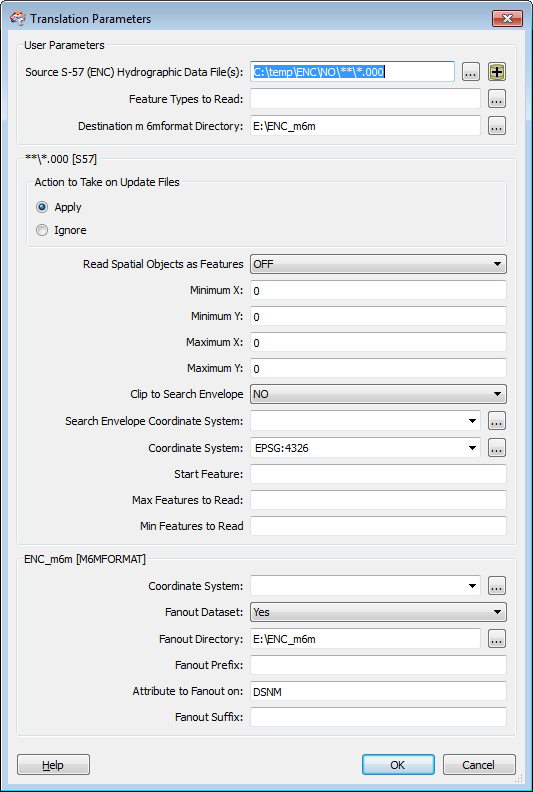 Translation Parameters
User Parameters
Source S-57 (ENC) Hydrographic Data File(s): C:\temp\ENC\NO\**\*.000 ...
Feature Types to Read: ...
Destination m 6mformat Directory: E:\ENC_m6m ...
**\*.000 [S57]
Action to Take on Update Files
Apply
Ignore
Read Spatial Objects as Features OFF
Minimum X: 0
Minimum Y: 0
Maximum X: 0
Maximum Y: 0
Clip to Search Envelope NO
Search Envelope Coordinate System: ...
Coordinate System: EPSG:4326 ...
Start Feature:
Max Features to Read:
Min Features to Read
ENC_m6m [M6MFORMAT]
Coordinate System: ...
Fanout Dataset: Yes
Fanout Directory: E:\ENC_m6m ...
Fanout Prefix:
Attribute to Fanout on: DSNM
Fanout Suffix:
Help OK Cancel